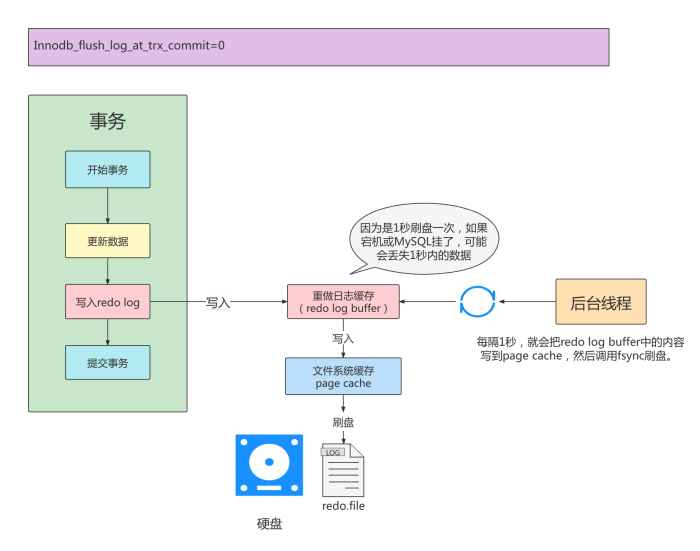 Innodb_flush_log_at_trx_commit=0
事务
开始事务
更新数据
写入redo log
提交事务
写入
因为是1秒刷盘一次，如果
宕机或MySQL挂了，可能
会丢失1秒内的数据
重做日志缓存
（redo log buffer）
后台线程
每隔1秒，就会把redo log buffer中的内容
写到page cache，然后调用fsync刷盘。
写入
文件系统缓存
page cache
刷盘
LOG
redo.file
硬盘